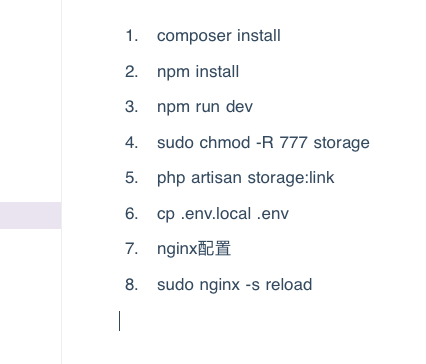 1. composer install
2. npm install
3. npm run dev
4. sudo chmod -R 777 storage
5. php artisan storage:link
6. cp .env.local .env
7. nginx配置
8. sudo nginx -s reload